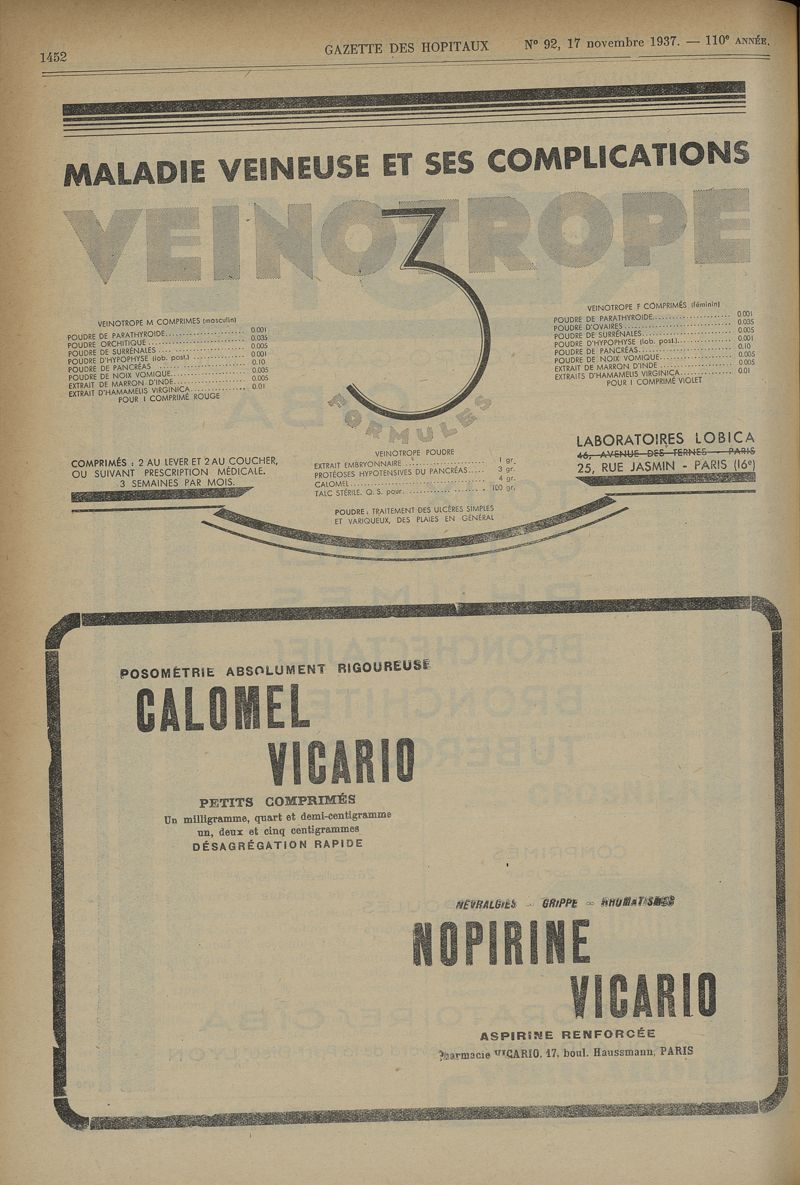 1452
GAZETTE DES HOPITAUX
N° 92, 17 novembre 1937. — 110e ANNÉE.
MALADIE VEINEUSE ET SES COMPLICATIONS
VEINOTROPE
3
FORMULES
VEINOTROPE M COMPRIMES (masculin)
POUDRE DE PARATHYROIDE 0.001
POUDRE ORCHITIQUE 0.035
POUDRE DE SURRÉNALES 0.005
POUDRE D'HYPOPHYSE (lob. post.) 0.001
POUDRE DE PANCRÉAS 0.10
POUDRE DE NOIX VOMIQUE 0.005
EXTRAIT DE MARRON D'INDE 0.005
EXTRAIT D'HAMAMELIS VIRGINICA 0.01
POUR 1 COMPRIMÉ ROUGE
VEINOTROPE F COMPRIMÉS (féminin)
POUDRE DE PARATHYROIDE 0.001
POUDRE D'OVAIRES 0.035
POUDRE DE SURRÉNALES 0.005
POUDRE D'HYPOPHYSE (lob. post.) 0.001
POUDRE DE PANCRÉAS 0.10
POUDRE DE NOIX VOMIQUE 0.005
EXTRAIT DE MARRON D'INDE 0.005
EXTRAITS D'HAMAMELIS VIRGINICA 0.01
POUR 1 COMPRIMÉ VIOLET
COMPRIMÉS : 2 AU LEVER ET 2 AU COUCHER,
OU SUIVANT PRESCRIPTION MÉDICALE.
3 SEMAINES PAR MOIS.
VEINOTROPE POUDRE
EXTRAIT EMBRYONNAIRE 1 gr.
PROTÉOSES HYPOTENSIVES DU PANCRÉAS 3 gr.
CALOMEL 4 gr.
TALC STÉRILE. Q. S. pour. 100 gr.
POUDRE : TRAITEMENT DES ULCÈRES SIMPLES
ET VARIQUEUX, DES PLAIES EN GÉNÉRAL
LABORATOIRES LOBICA
46, AVENUE DES TERNES - PARIS
25, RUE JASMIN - PARIS (16e)
POSOMÉTRIE ABSOLUMENT RIGOUREUSE
CALOMEL
VICARIO
PETITS COMPRIMÉS
Un milligramme, quart et demi-centigramme
un, deux et cinq centigrammes
DÉSAGRÉGATION RAPIDE
NÉVRALGIES - GRIPPE - RHUMATISMES
NOPIRINE
VICARIO
ASPIRINE RENFORCÉE
Pharmacie VICARIO, 17, boul. Haussmann, PARIS